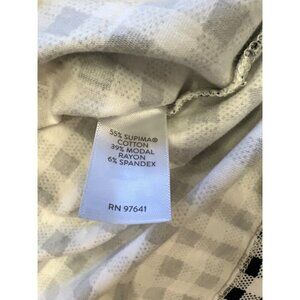 55% SUPIMA®
COTTON
39% MODAL
RAYON
6% SPANDEX
RN 97641